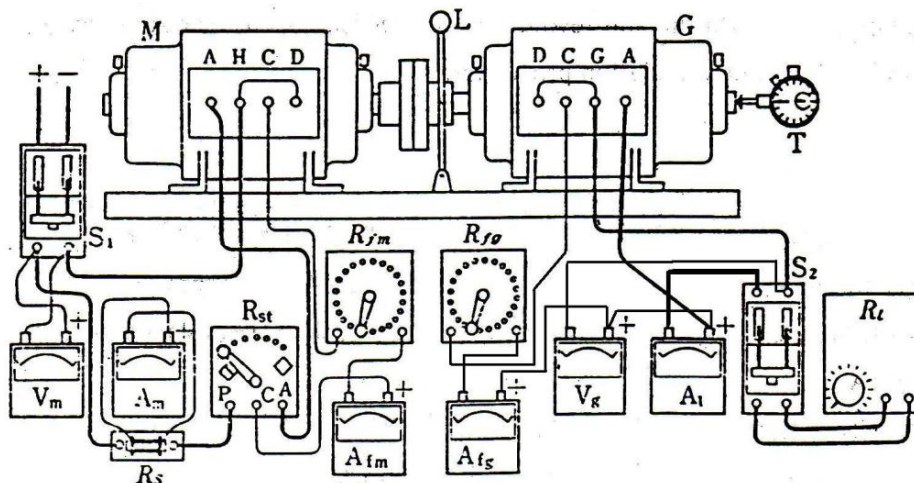 M
L
G
A H C D
D C G A
+ −
T
S₁
R_fm
R_fg
S₂
R_st
R_l
+
+
+
+
V_m
A_m
P C A
+
+
V_g
A_l
R_s
A_fm
A_fg